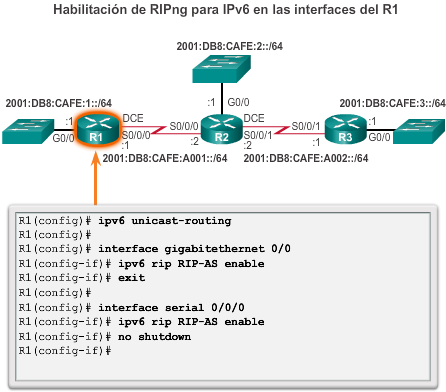 Habilitación de RIPng para IPv6 en las interfaces del R1
2001:DB8:CAFE:2::/64
:1
G0/0
2001:DB8:CAFE:1::/64
2001:DB8:CAFE:3::/64
:1
G0/0
R1
DCE
S0/0/0
:1
S0/0/0
:2
R2
DCE
S0/0/1
:2
S0/0/1
:1
R3
:1
G0/0
2001:DB8:CAFE:A001::/64
2001:DB8:CAFE:A002::/64
R1(config)# ipv6 unicast-routing
R1(config)#
R1(config)# interface gigabitethernet 0/0
R1(config-if)# ipv6 rip RIP-AS enable
R1(config-if)# exit
R1(config)#
R1(config)# interface serial 0/0/0
R1(config-if)# ipv6 rip RIP-AS enable
R1(config-if)# no shutdown
R1(config-if)#